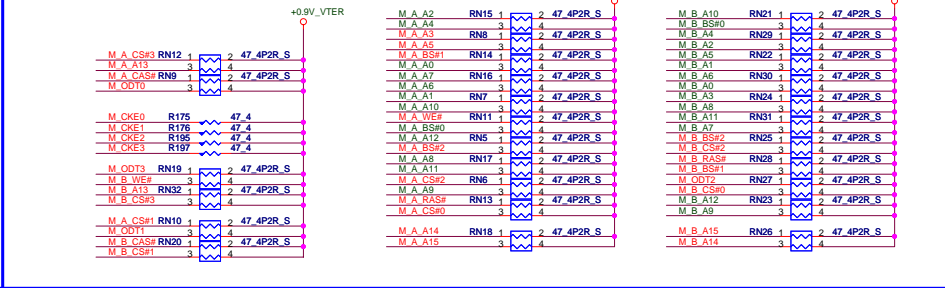 +0.9V_VTER
M_A_CS#3 RN12 1 2 47_4P2R_S
M_A_A13 3 4
M_A_CAS# RN9 1 2 47_4P2R_S
M_ODT0 3 4
M_CKE0 R175 47_4
M_CKE1 R176 47_4
M_CKE2 R195 47_4
M_CKE3 R197 47_4
M_ODT3 RN19 1 2 47_4P2R_S
M_B_WE# 3 4
M_B_A13 RN32 1 2 47_4P2R_S
M_B_CS#3 3 4
M_A_CS#1 RN10 1 2 47_4P2R_S
M_ODT1 3 4
M_B_CAS# RN20 1 2 47_4P2R_S
M_B_CS#1 3 4
M_A_A2 RN15 1 2 47_4P2R_S
M_A_A4 3 4
M_A_A3 RN8 1 2 47_4P2R_S
M_A_A5 3 4
M_A_BS#1 RN14 1 2 47_4P2R_S
M_A_A0 3 4
M_A_A7 RN16 1 2 47_4P2R_S
M_A_A6 3 4
M_A_A1 RN7 1 2 47_4P2R_S
M_A_A10 3 4
M_A_WE# RN11 1 2 47_4P2R_S
M_A_BS#0 3 4
M_A_A12 RN5 1 2 47_4P2R_S
M_A_BS#2 3 4
M_A_A8 RN17 1 2 47_4P2R_S
M_A_A11 3 4
M_A_CS#2 RN6 1 2 47_4P2R_S
M_A_A9 3 4
M_A_RAS# RN13 1 2 47_4P2R_S
M_A_CS#0 3 4
M_A_A14 RN18 1 2 47_4P2R_S
M_A_A15 3 4
M_B_A10 RN21 1 2 47_4P2R_S
M_B_BS#0 3 4
M_B_A4 RN29 1 2 47_4P2R_S
M_B_A2 3 4
M_B_A5 RN22 1 2 47_4P2R_S
M_B_A1 3 4
M_B_A6 RN30 1 2 47_4P2R_S
M_B_A0 3 4
M_B_A3 RN24 1 2 47_4P2R_S
M_B_A8 3 4
M_B_A11 RN31 1 2 47_4P2R_S
M_B_A7 3 4
M_B_BS#2 RN25 1 2 47_4P2R_S
M_B_CS#2 3 4
M_B_RAS# RN28 1 2 47_4P2R_S
M_B_BS#1 3 4
M_ODT2 RN27 1 2 47_4P2R_S
M_B_CS#0 3 4
M_B_A12 RN23 1 2 47_4P2R_S
M_B_A9 3 4
M_B_A15 RN26 1 2 47_4P2R_S
M_B_A14 3 4